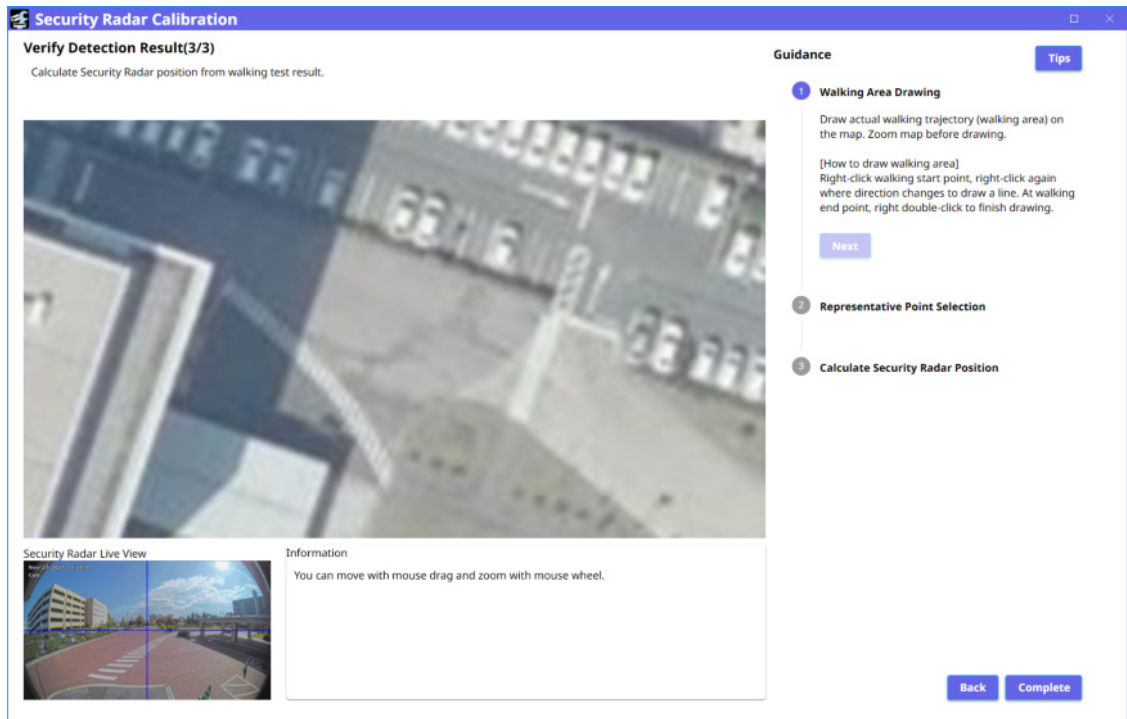 Security Radar Calibration
Verify Detection Result(3/3)
Calculate Security Radar position from walking test result.
Guidance
Tips
1
Walking Area Drawing
Draw actual walking trajectory (walking area) on
the map. Zoom map before drawing.
[How to draw walking area]
Right-click walking start point, right-click again
where direction changes to draw a line. At walking
end point, right double-click to finish drawing.
Next
2
Representative Point Selection
3
Calculate Security Radar Position
Security Radar Live View
Information
You can move with mouse drag and zoom with mouse wheel.
Back
Complete